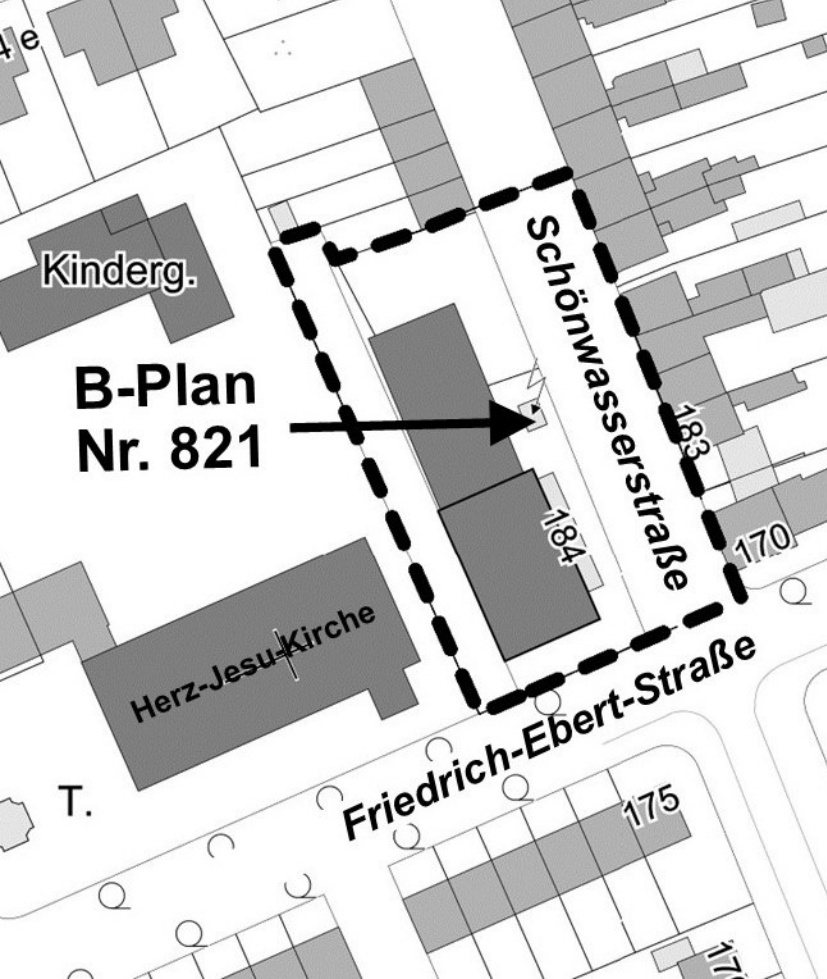 4 e
Kinderg.
B-Plan
Nr. 821
Schönwasserstraße
183
184
170
Herz-Jesu-Kirche
Friedrich-Ebert-Straße
T.
175